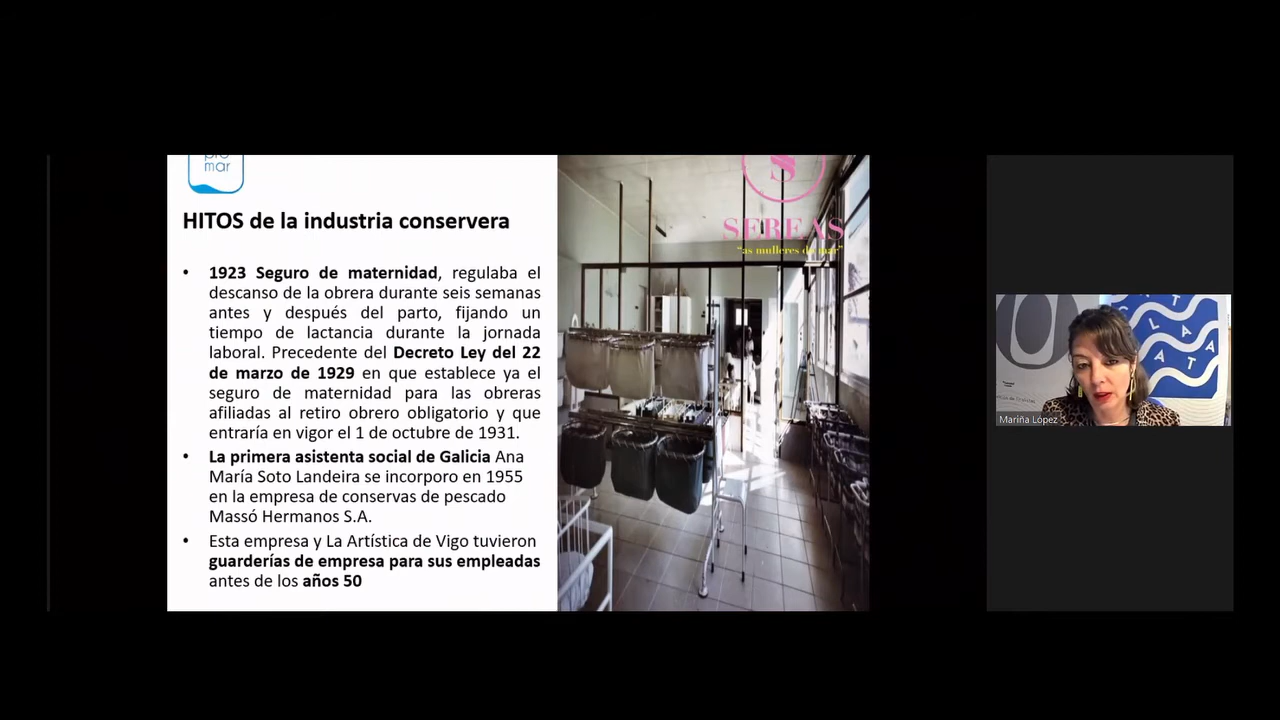 mar
HITOS de la industria conservera
• 1923 Seguro de maternidad, regulaba el
descanso de la obrera durante seis semanas
antes y después del parto, fijando un
tiempo de lactancia durante la jornada
laboral. Precedente del Decreto Ley del 22
de marzo de 1929 en que establece ya el
seguro de maternidad para las obreras
afiliadas al retiro obrero obligatorio y que
entraría en vigor el 1 de octubre de 1931.
• La primera asistenta social de Galicia Ana
María Soto Landeira se incorporo en 1955
en la empresa de conservas de pescado
Massó Hermanos S.A.
• Esta empresa y La Artística de Vigo tuvieron
guarderías de empresa para sus empleadas
antes de los años 50
S
SEREAS
"as mulleres do mar"
LATA
Mariña López